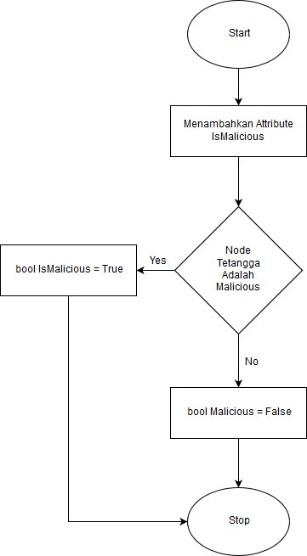 Start
Menambahkan Attribute
IsMalicious
Node
Tetangga
Adalah
Malicious
Yes
bool IsMalicious = True
No
bool Malicious = False
Stop